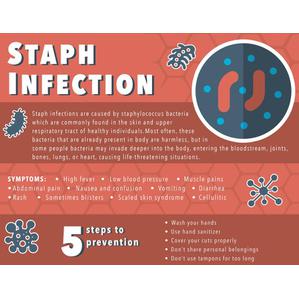 STAPH
INFECTION
Staph infections are caused by staphylococcus bacteria
which are commonly found in the skin and upper
respiratory tract of healthy individuals. Most often, these
bacteria that are already present in body are harmless, but in
some people bacteria may invade deeper into the body, entering the bloodstream, joints,
bones, lungs, or heart, causing life-threatening situations.
SYMPTOMS: • High fever • Low blood pressure • Muscle pains
• Abdominal pain • Nausea and confusion • Vomiting • Diarrhea
• Rash • Sometimes blisters • Scaled skin syndrome • Cellulitis
5 steps to
prevention
• Wash your hands
• Use hand sanitizer
• Cover your cuts properly
• Don't share personal belongings
• Don't use tampons for too long